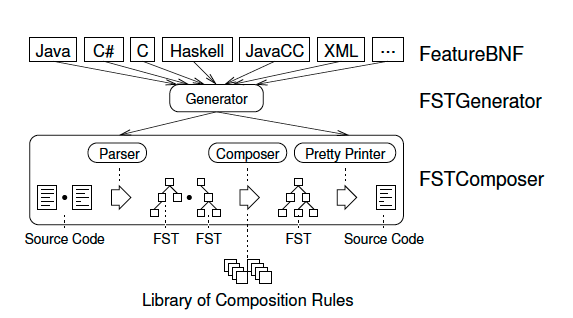 Java C# C Haskell JavaCC XML ... FeatureBNF
Generator FSTGenerator
Parser Composer Pretty Printer
FSTComposer
Source Code FST FST FST Source Code
Library of Composition Rules